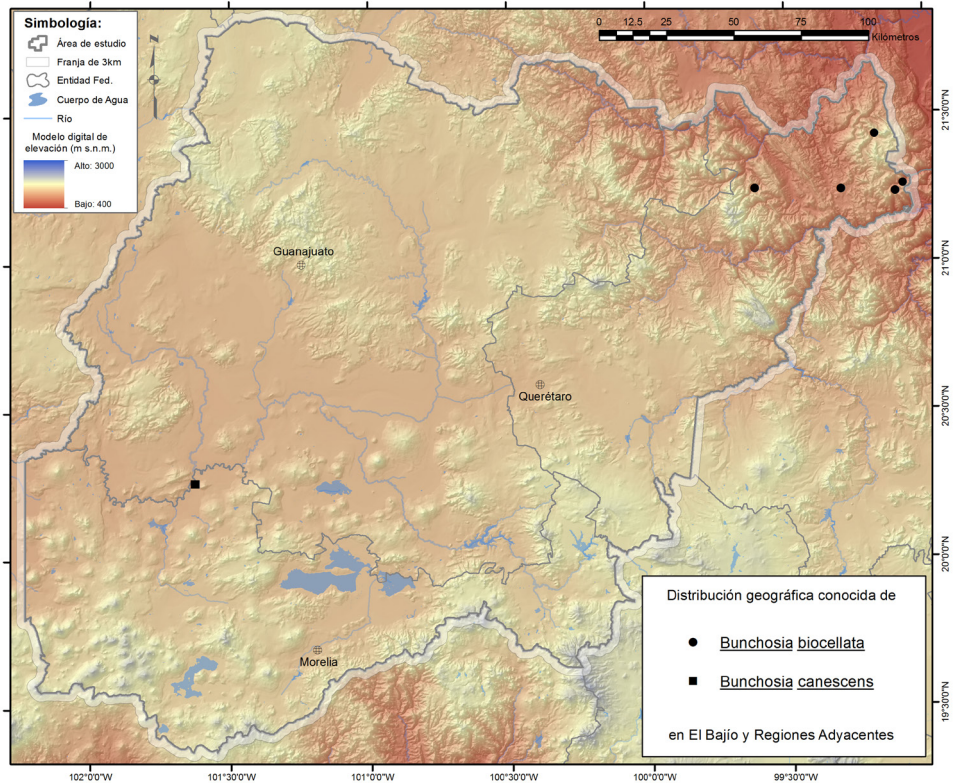 Simbología:
Área de estudio
Franja de 3km
Entidad Fed.
Cuerpo de Agua
Río
Modelo digital de
elevación (m s.n.m.)
Alto: 3000
Bajo: 400
N
0 12.5 25 50 75 100
Kilómetros
Guanajuato
Querétaro
Morelia
21°30'0"N
21°0'0"N
20°30'0"N
20°0'0"N
19°30'0"N
Distribución geográfica conocida de
Bunchosia biocellata
Bunchosia canescens
en El Bajío y Regiones Adyacentes
102°0'0"W 101°30'0"W 101°0'0"W 100°30'0"W 100°0'0"W 99°30'0"W